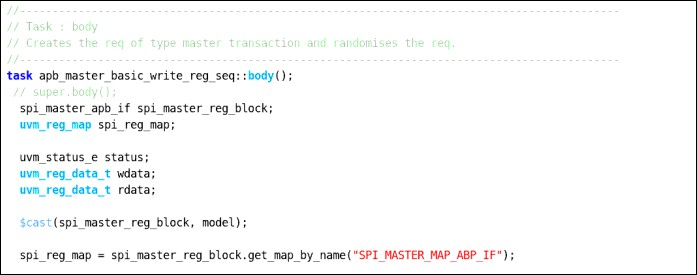 //--------------------------------------------------------------------------------------------
// Task : body
// Creates the req of type master transaction and randomises the req.
//--------------------------------------------------------------------------------------------
task apb_master_basic_write_reg_seq::body();
 // super.body();
  spi_master_apb_if spi_master_reg_block;
  uvm_reg_map spi_reg_map;

  uvm_status_e status;
  uvm_reg_data_t wdata;
  uvm_reg_data_t rdata;

  $cast(spi_master_reg_block, model);

  spi_reg_map = spi_master_reg_block.get_map_by_name("SPI_MASTER_MAP_ABP_IF");